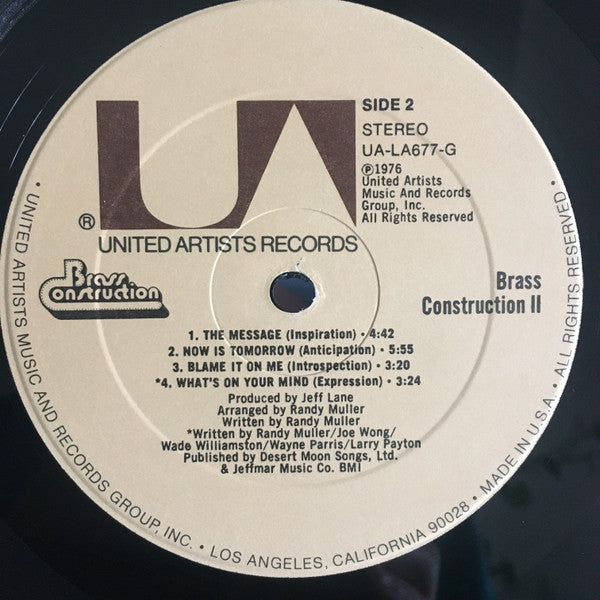 UA
SIDE 2
STEREO
UA-LA677-G
℗1976
United Artists
Music And Records
Group, Inc.
All Rights Reserved
®
UNITED ARTISTS RECORDS
Brass
Construction
Brass
Construction II
1. THE MESSAGE (Inspiration) • 4:42
2. NOW IS TOMORROW (Anticipation) • 5:55
3. BLAME IT ON ME (Introspection) • 3:20
*4. WHAT'S ON YOUR MIND (Expression) • 3:24
Produced by Jeff Lane
Arranged by Randy Muller
Written by Randy Muller
*Written by Randy Muller/Joe Wong/
Wade Williamston/Wayne Parris/Larry Payton
Published by Desert Moon Songs, Ltd.
& Jeffmar Music Co. BMI
• UNITED ARTISTS MUSIC AND RECORDS GROUP, INC. • LOS ANGELES, CALIFORNIA 90028 • MADE IN U.S.A. • ALL RIGHTS RESERVED •